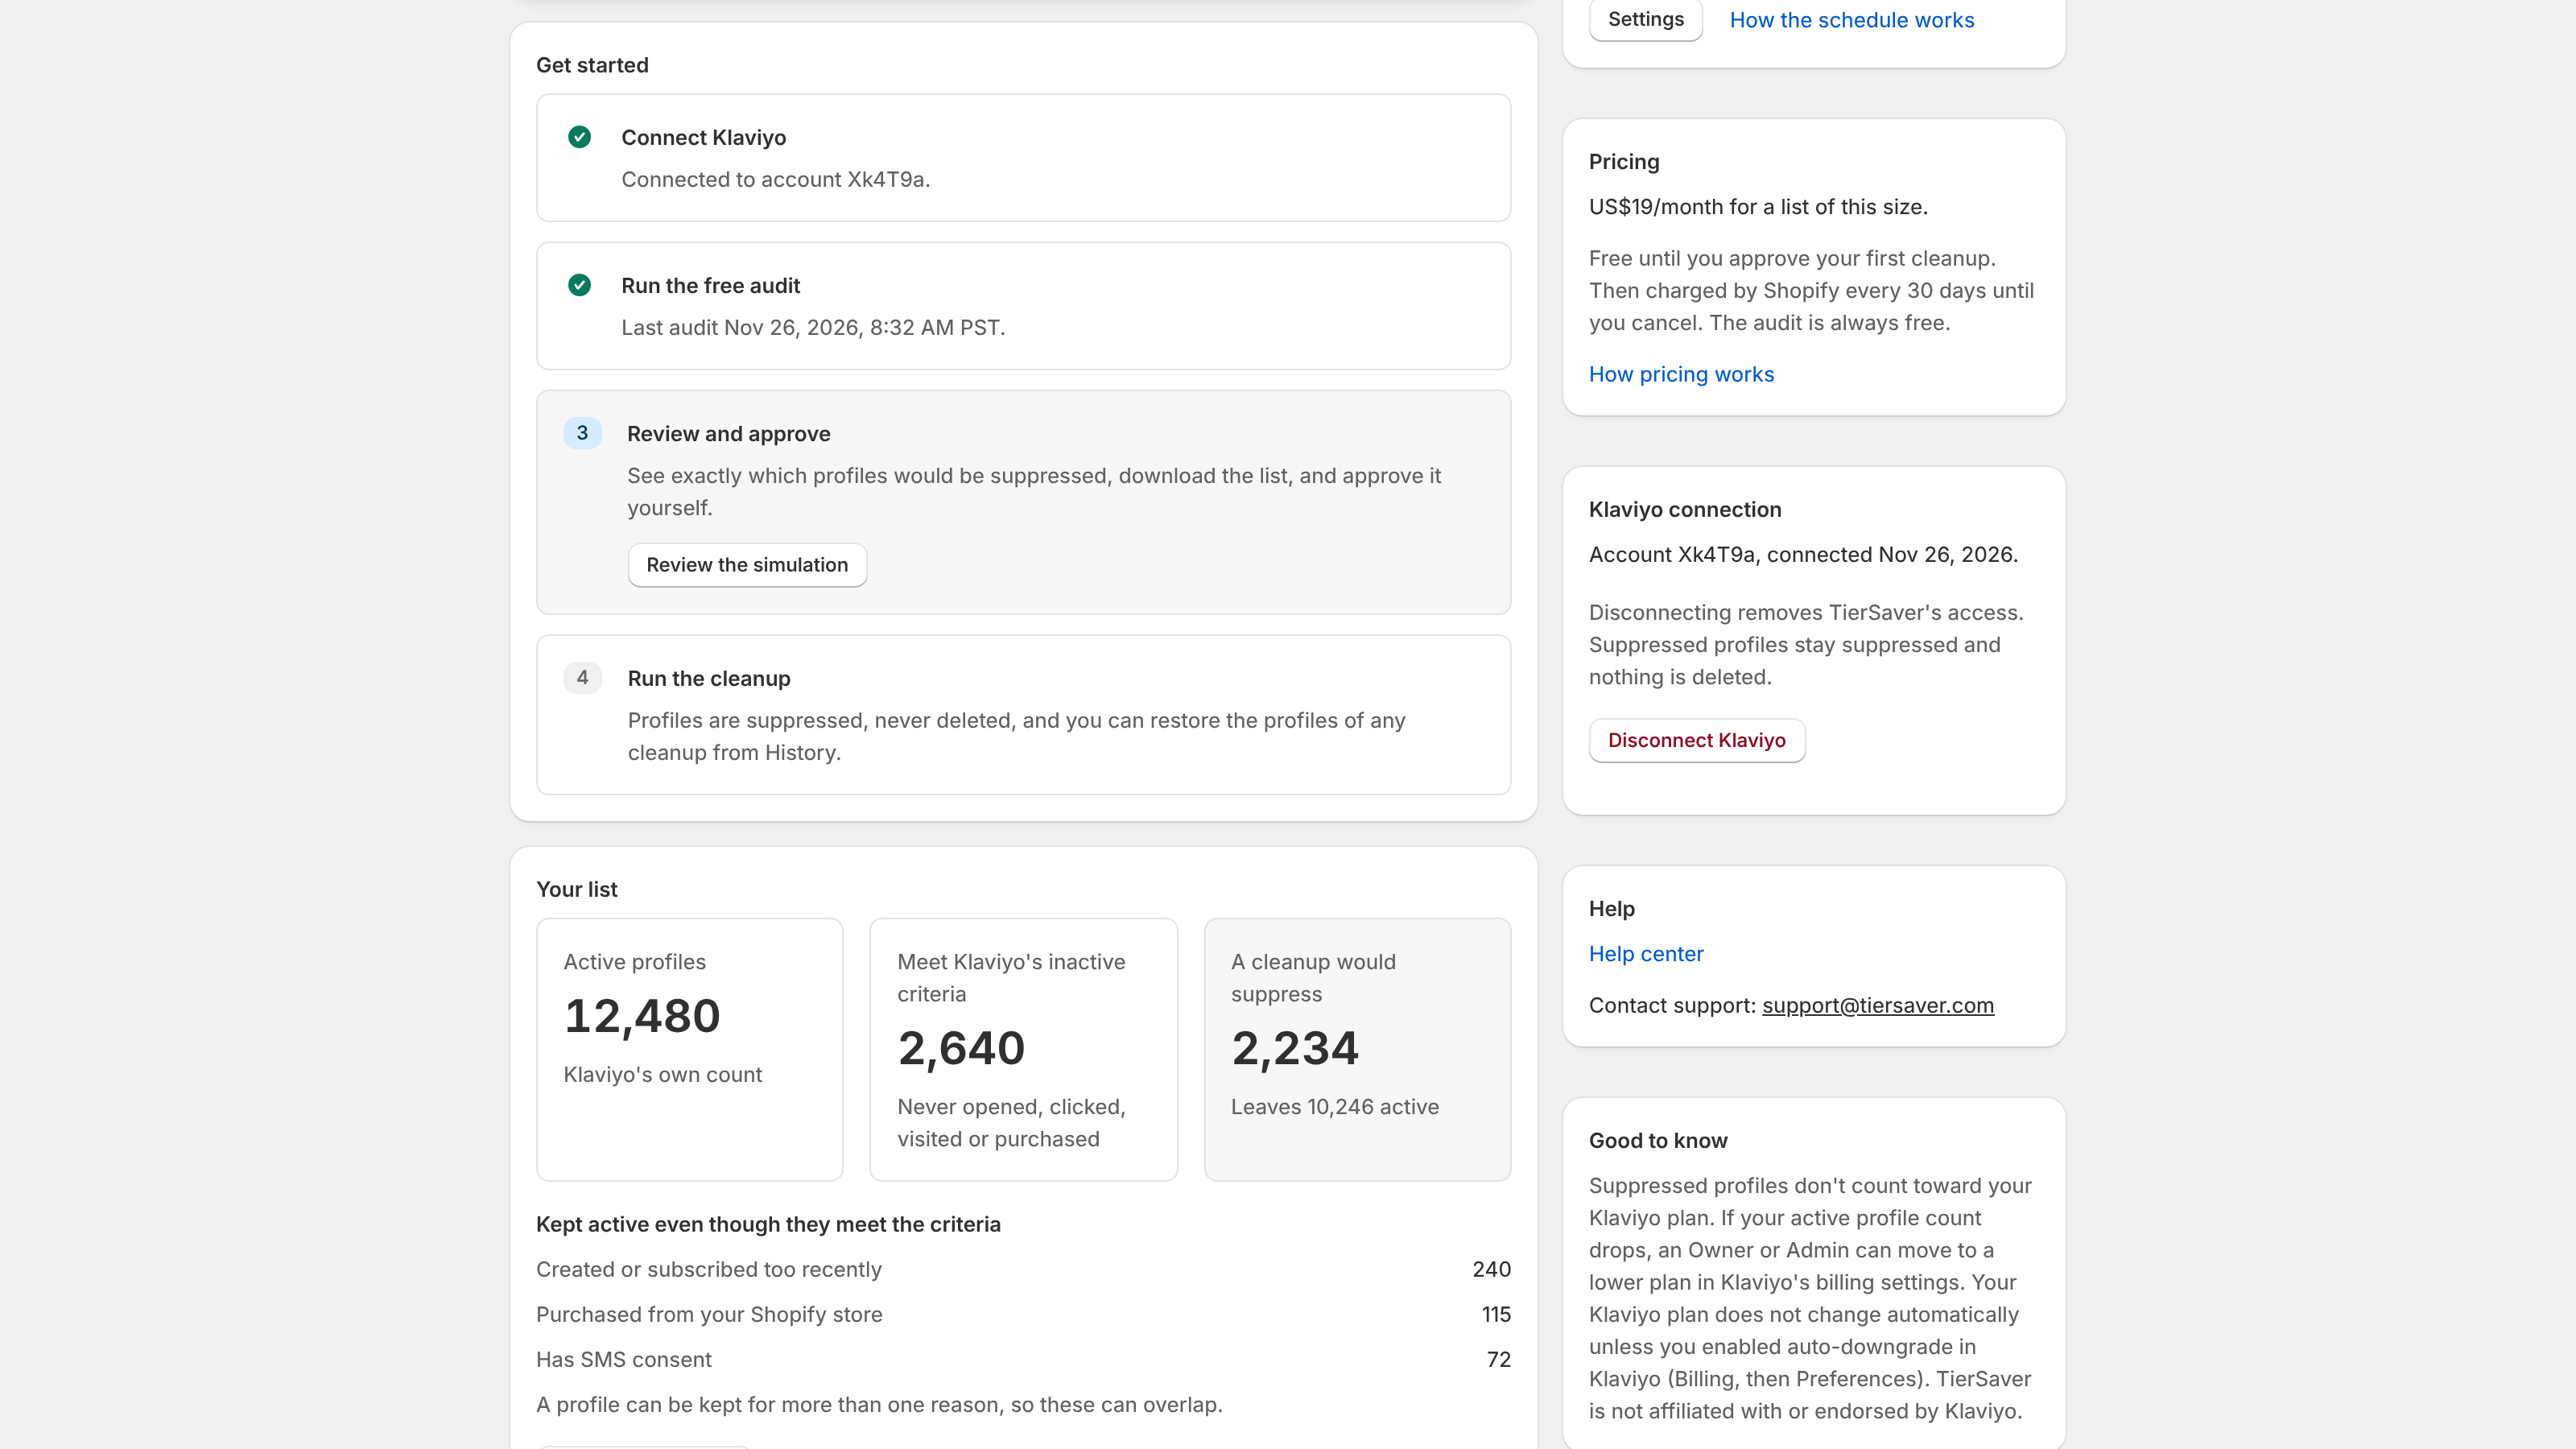 Get started
Connect Klaviyo
Connected to account Xk4T9a.
Run the free audit
Last audit Nov 26, 2026, 8:32 AM PST.
3
Review and approve
See exactly which profiles would be suppressed, download the list, and approve it
yourself.
Review the simulation
4
Run the cleanup
Profiles are suppressed, never deleted, and you can restore the profiles of any
cleanup from History.
Your list
Active profiles
12,480
Klaviyo's own count
Meet Klaviyo's inactive
criteria
2,640
Never opened, clicked,
visited or purchased
A cleanup would
suppress
2,234
Leaves 10,246 active
Kept active even though they meet the criteria
Created or subscribed too recently 240
Purchased from your Shopify store 115
Has SMS consent 72
A profile can be kept for more than one reason, so these can overlap.
Settings How the schedule works
Pricing
US$19/month for a list of this size.
Free until you approve your first cleanup.
Then charged by Shopify every 30 days until
you cancel. The audit is always free.
How pricing works
Klaviyo connection
Account Xk4T9a, connected Nov 26, 2026.
Disconnecting removes TierSaver's access.
Suppressed profiles stay suppressed and
nothing is deleted.
Disconnect Klaviyo
Help
Help center
Contact support: support@tiersaver.com
Good to know
Suppressed profiles don't count toward your
Klaviyo plan. If your active profile count
drops, an Owner or Admin can move to a
lower plan in Klaviyo's billing settings. Your
Klaviyo plan does not change automatically
unless you enabled auto-downgrade in
Klaviyo (Billing, then Preferences). TierSaver
is not affiliated with or endorsed by Klaviyo.